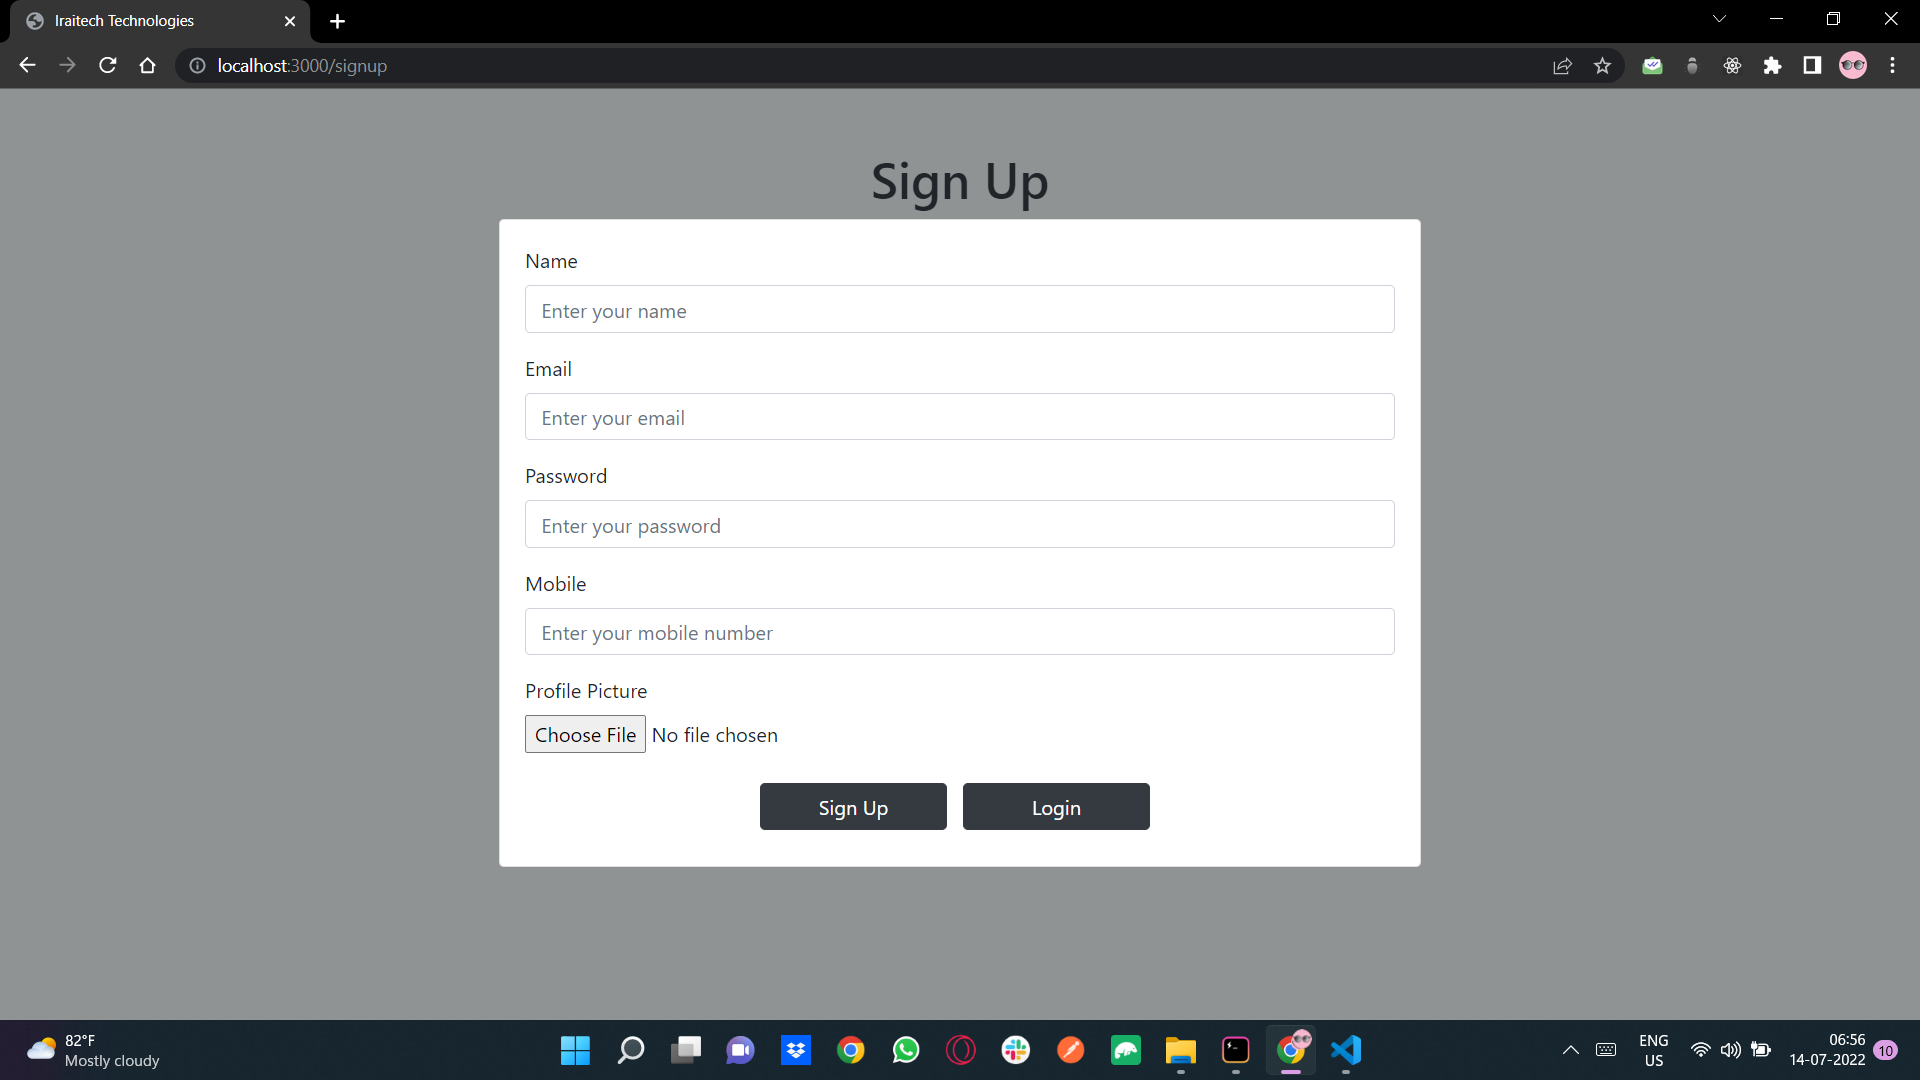 Iraitech Technologies
localhost:3000/signup
Sign Up
Name
Enter your name
Email
Enter your email
Password
Enter your password
Mobile
Enter your mobile number
Profile Picture
Choose File No file chosen
Sign Up Login
82°F
Mostly cloudy
ENG
US
06:56
14-07-2022
10